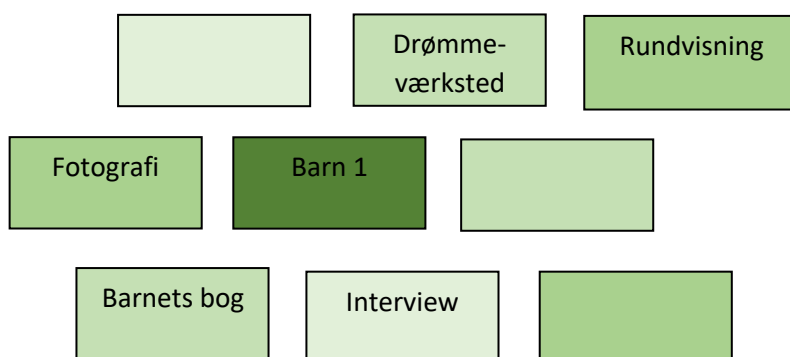 Drømme-
værksted
Rundvisning
Fotografi
Barn 1
Barnets bog
Interview